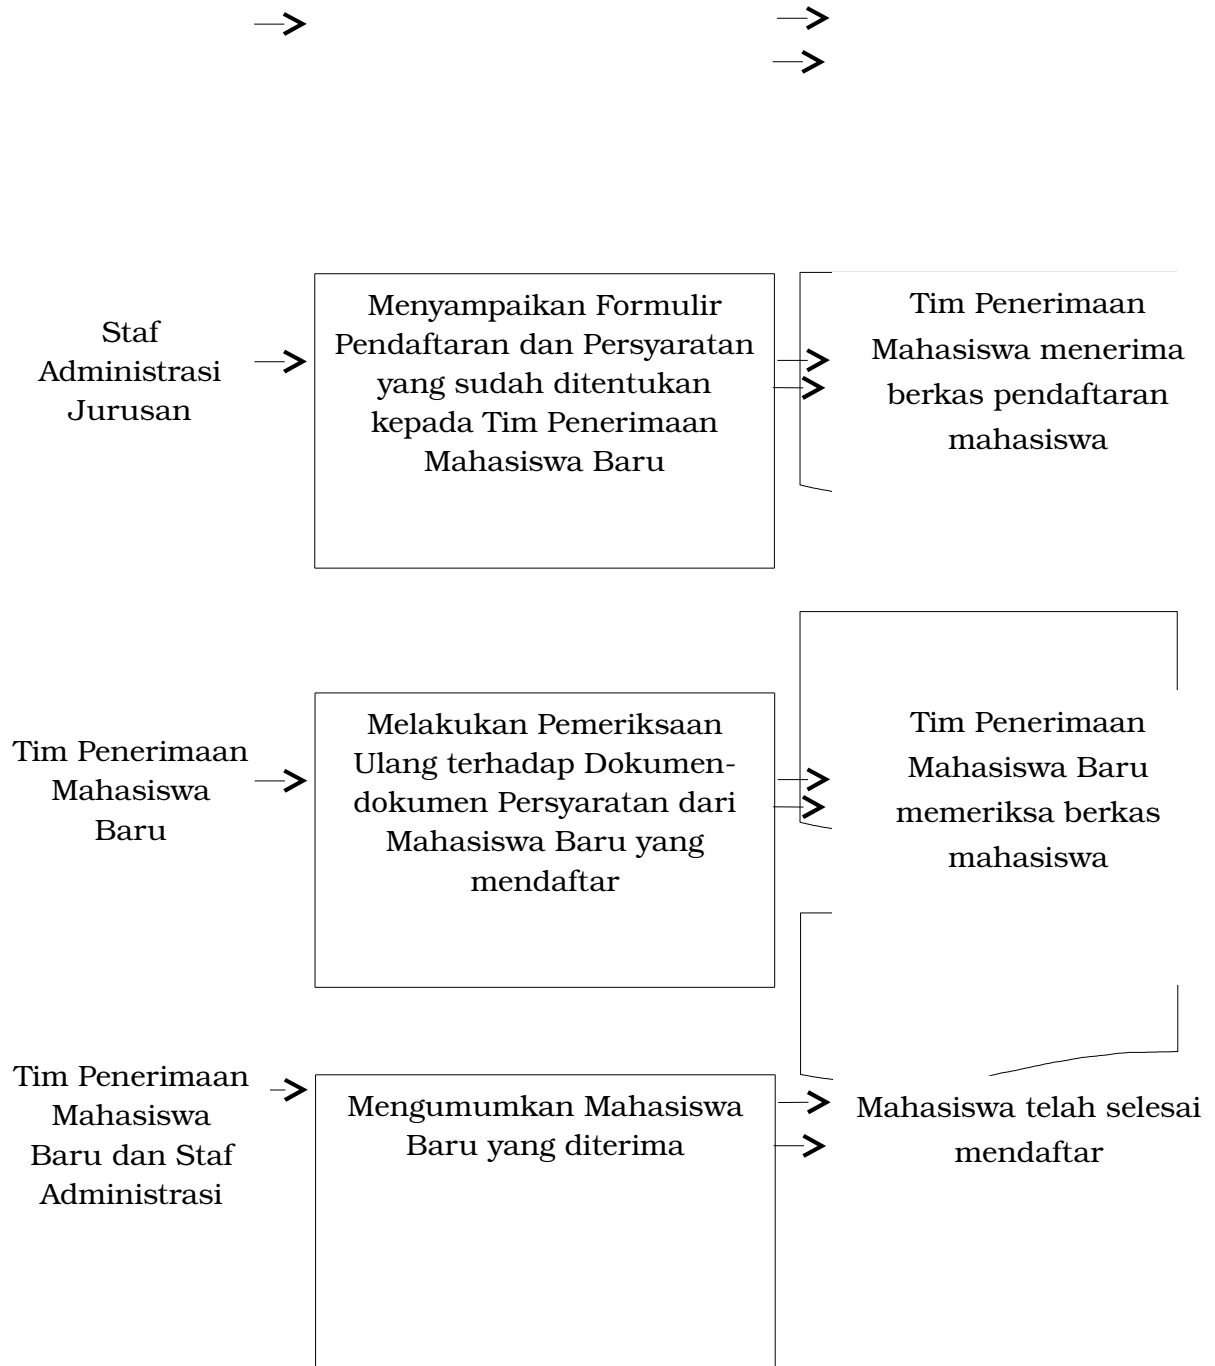 Staf
Administrasi
Jurusan
Menyampaikan Formulir
Pendaftaran dan Persyaratan
yang sudah ditentukan
kepada Tim Penerimaan
Mahasiswa Baru
Tim Penerimaan
Mahasiswa menerima
berkas pendaftaran
mahasiswa
Tim Penerimaan
Mahasiswa
Baru
Melakukan Pemeriksaan
Ulang terhadap Dokumen-
dokumen Persyaratan dari
Mahasiswa Baru yang
mendaftar
Tim Penerimaan
Mahasiswa Baru
memeriksa berkas
mahasiswa
Tim Penerimaan
Mahasiswa
Baru dan Staf
Administrasi
Mengumumkan Mahasiswa
Baru yang diterima
Mahasiswa telah selesai
mendaftar